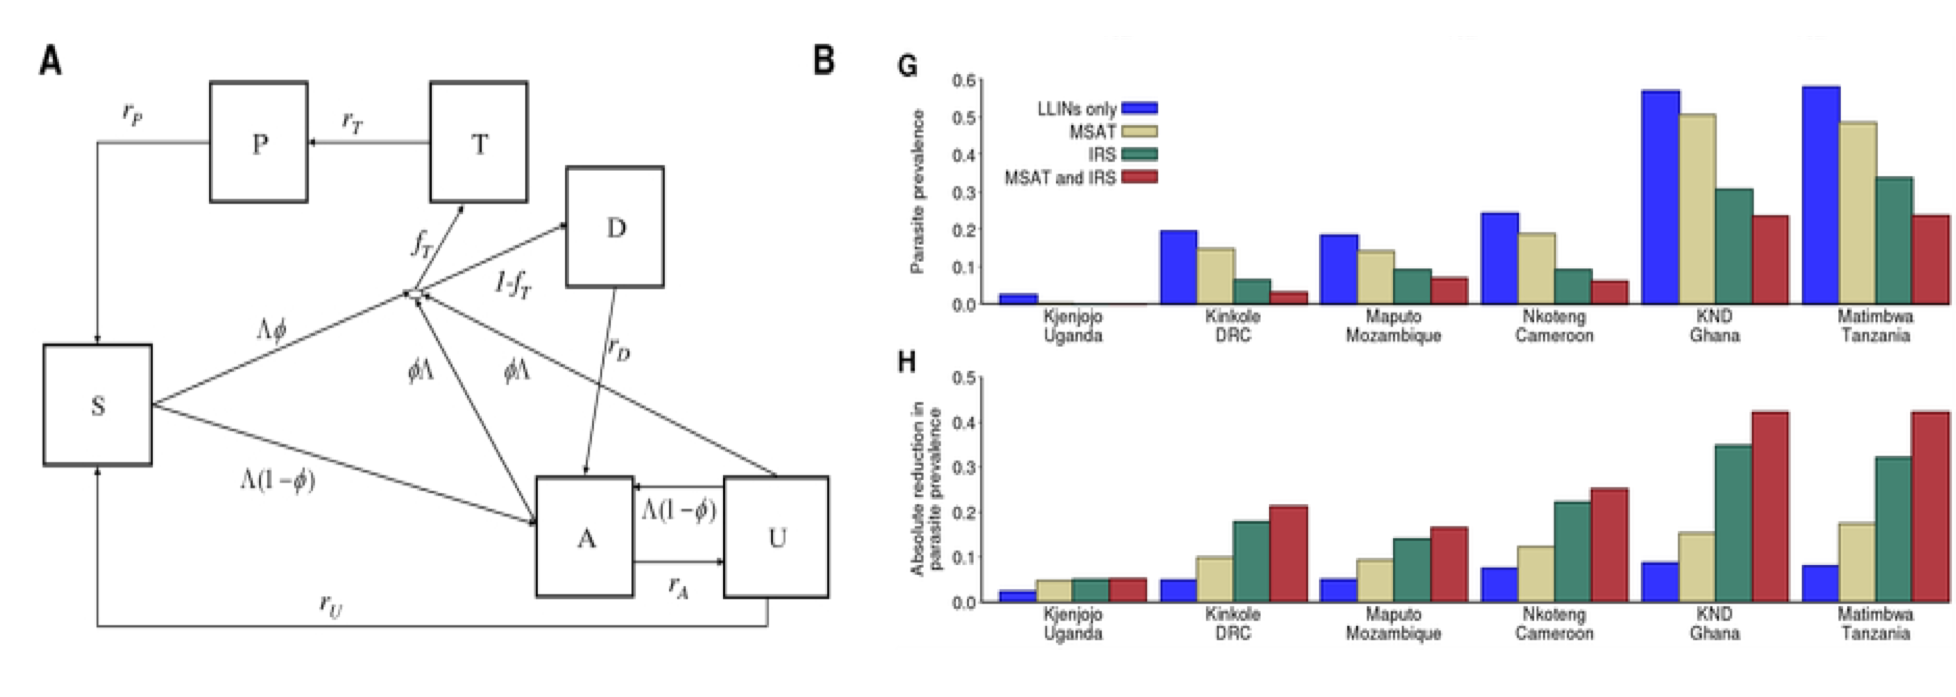 A
B
r_P
P
r_T
T
D
f_T
1-f_T
Λϕ
r_D
ϕΛ
ϕΛ
S
Λ(1-ϕ)
A
Λ(1-ϕ)
U
r_A
r_U
G
Parasite prevalence
0.6
0.5
0.4
0.3
0.2
0.1
0.0
LLINs only
MSAT
IRS
MSAT and IRS
Kjenjojo
Uganda
Kinkole
DRC
Maputo
Mozambique
Nkoteng
Cameroon
KND
Ghana
Matimbwa
Tanzania
H
Absolute reduction in
parasite prevalence
0.5
0.4
0.3
0.2
0.1
0.0
Kjenjojo
Uganda
Kinkole
DRC
Maputo
Mozambique
Nkoteng
Cameroon
KND
Ghana
Matimbwa
Tanzania